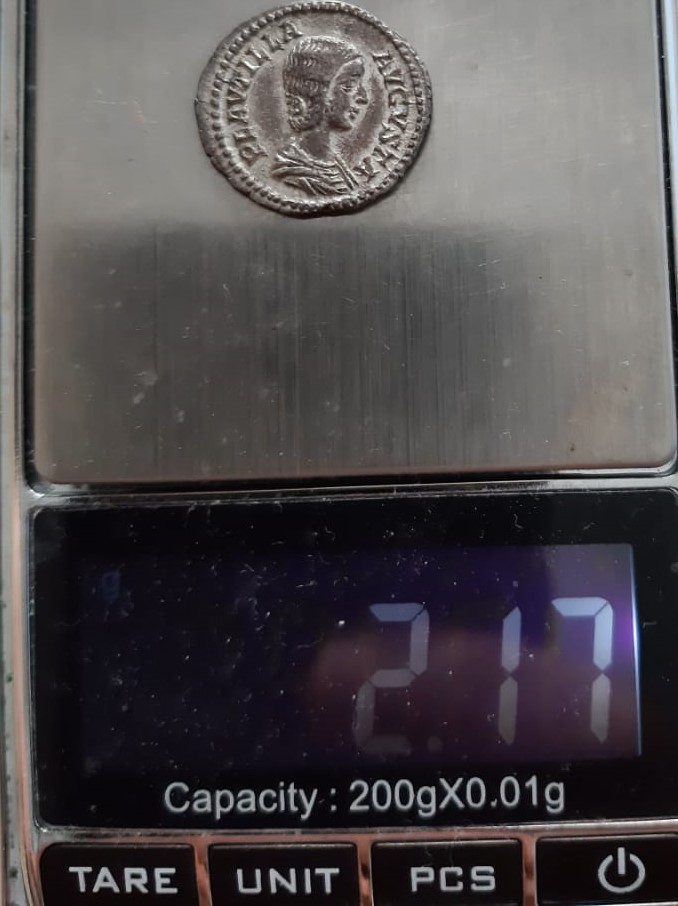 PLAVTILLA AVGVSTA
g
2.17
Capacity : 200gX0.01g
TARE UNIT PCS